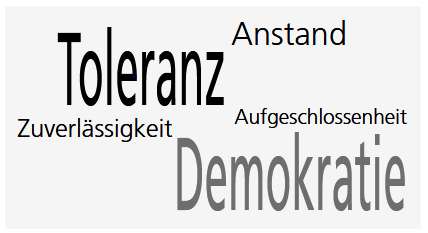 Anstand
Toleranz
Aufgeschlossenheit
Zuverlässigkeit
Demokratie